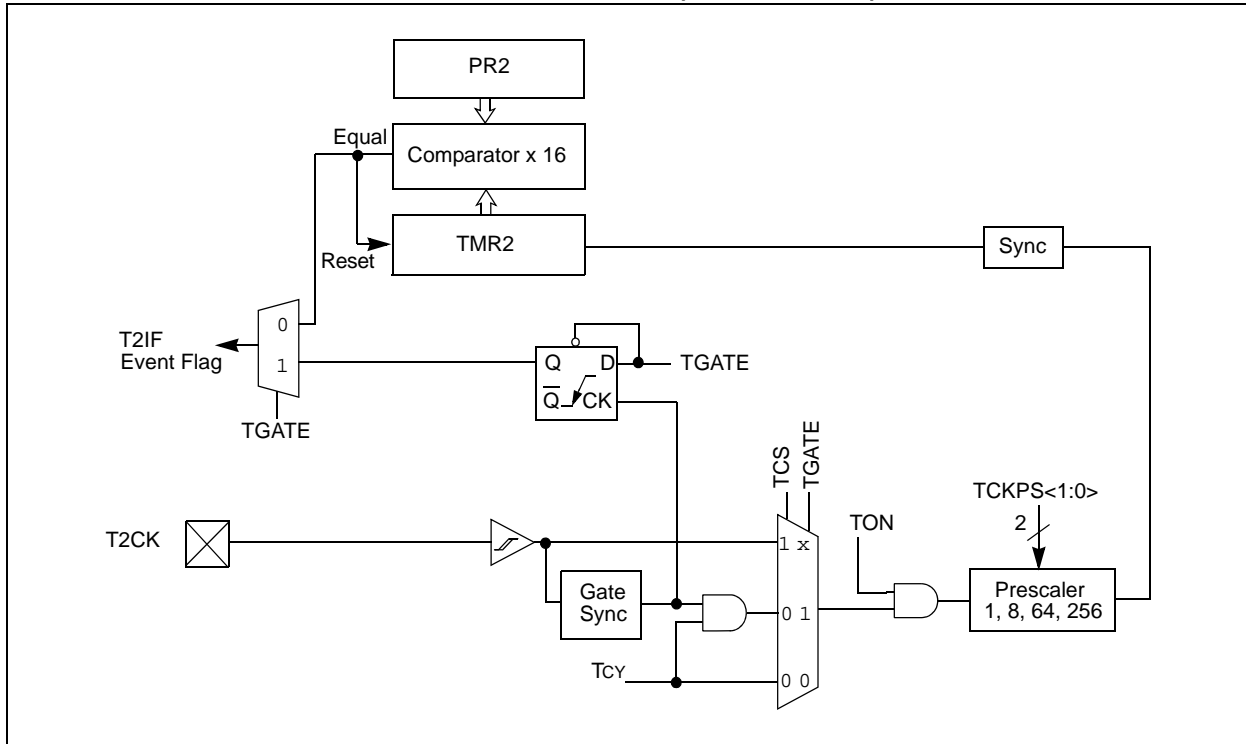 PR2
Equal
Comparator x 16
Reset
TMR2
Sync
0
1
T2IF
Event Flag
TGATE
Q
D
Q̅
CK
TGATE
TCS
TGATE
T2CK
1 x
Gate
Sync
0 1
TCY
0 0
TON
TCKPS<1:0>
2
Prescaler
1, 8, 64, 256